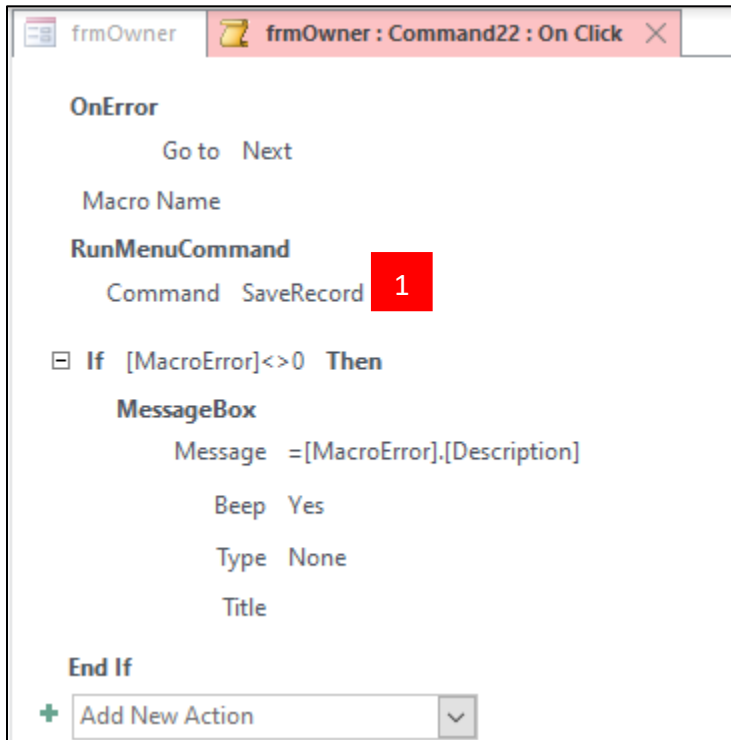 frmOwner frmOwner : Command22 : On Click
OnError
Go to Next
Macro Name
RunMenuCommand
Command SaveRecord 1
If [MacroError]<>0 Then
MessageBox
Message =[MacroError].[Description]
Beep Yes
Type None
Title
End If
Add New Action